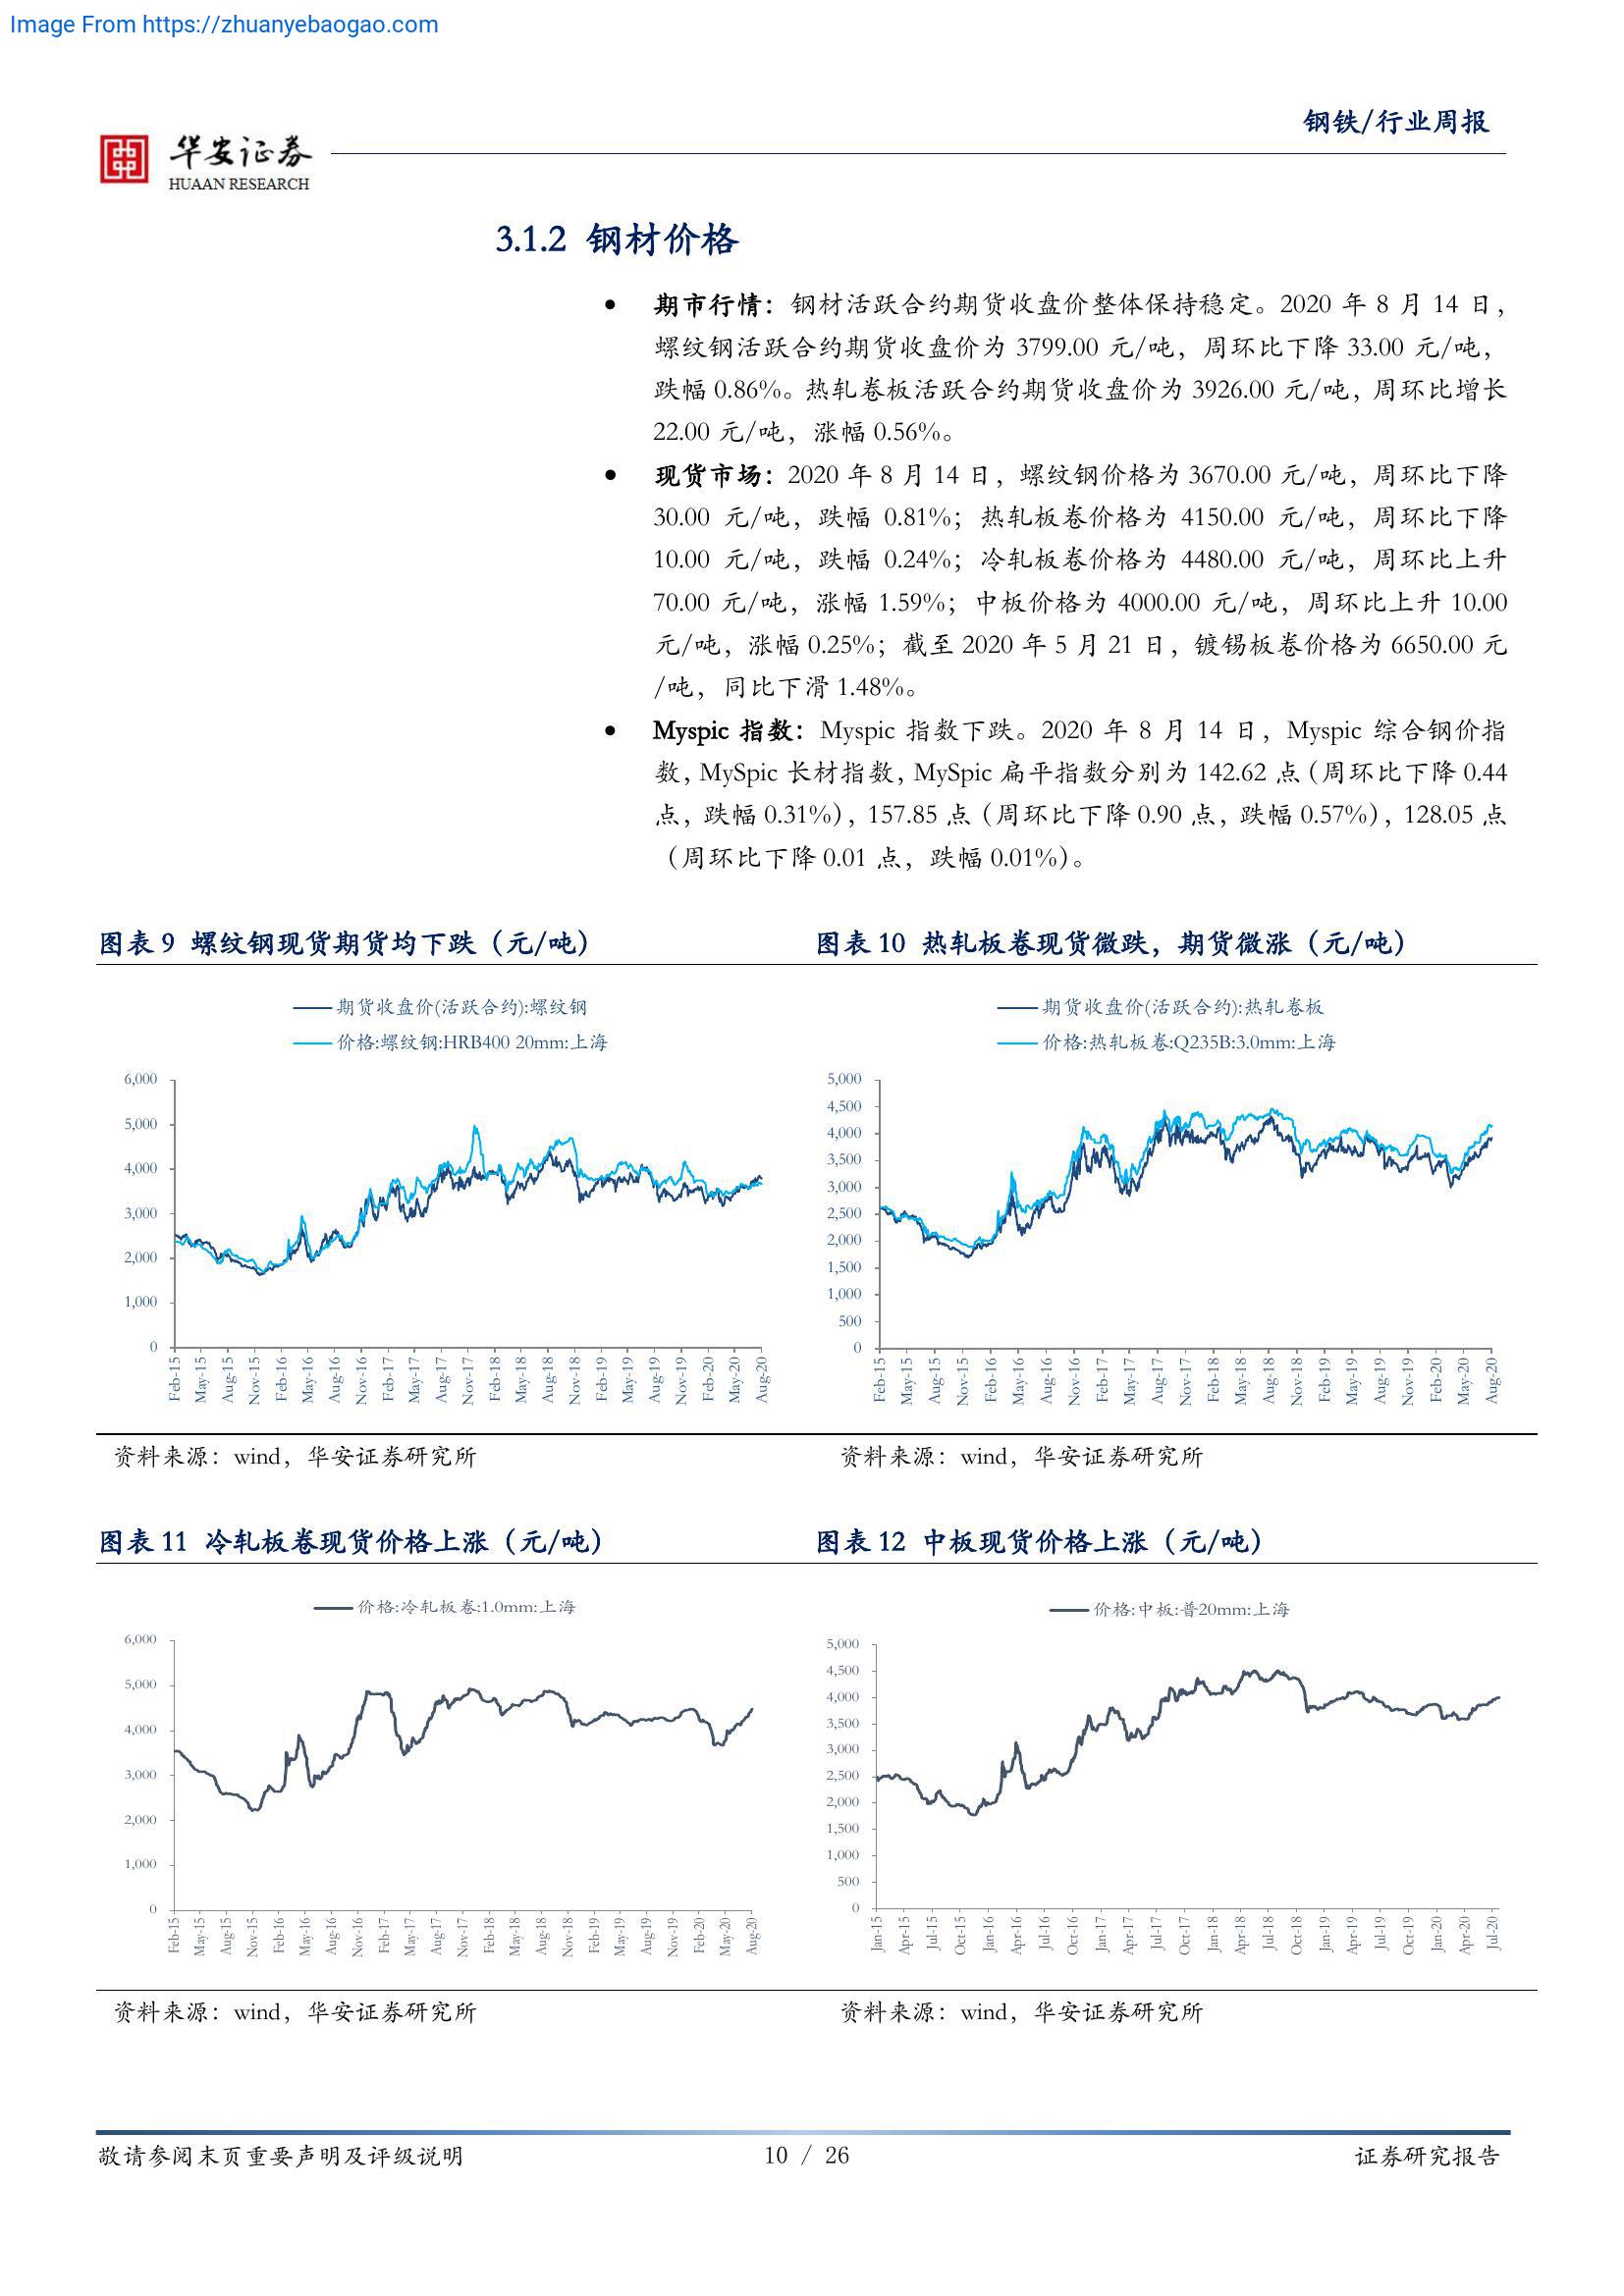 Image From https://zhuanyebaogao.com
钢铁/行业周报
华安证券
HUAAN RESEARCH
3.1.2 钢材价格
• 期市行情：钢材活跃合约期货收盘价整体保持稳定。2020 年 8 月 14 日，
螺纹钢活跃合约期货收盘价为 3799.00 元/吨，周环比下降 33.00 元/吨，
跌幅 0.86%。热轧卷板活跃合约期货收盘价为 3926.00 元/吨，周环比增长
22.00 元/吨，涨幅 0.56%。
• 现货市场：2020 年 8 月 14 日，螺纹钢价格为 3670.00 元/吨，周环比下降
30.00 元/吨，跌幅 0.81%；热轧板卷价格为 4150.00 元/吨，周环比下降
10.00 元/吨，跌幅 0.24%；冷轧板卷价格为 4480.00 元/吨，周环比上升
70.00 元/吨，涨幅 1.59%；中板价格为 4000.00 元/吨，周环比上升 10.00
元/吨，涨幅 0.25%；截至 2020 年 5 月 21 日，镀锡板卷价格为 6650.00 元
/吨，同比下滑 1.48%。
• Myspic 指数：Myspic 指数下跌。2020 年 8 月 14 日，Myspic 综合钢价指
数，MySpic 长材指数，MySpic 扁平指数分别为 142.62 点（周环比下降 0.44
点，跌幅 0.31%），157.85 点（周环比下降 0.90 点，跌幅 0.57%），128.05 点
（周环比下降 0.01 点，跌幅 0.01%）。
图表 9 螺纹钢现货期货均下跌（元/吨）
期货收盘价(活跃合约):螺纹钢
价格:螺纹钢:HRB400 20mm:上海
6,000
5,000
4,000
3,000
2,000
1,000
0
Feb-15 May-15 Aug-15 Nov-15 Feb-16 May-16 Aug-16 Nov-16 Feb-17 May-17 Aug-17 Nov-17 Feb-18 May-18 Aug-18 Nov-18 Feb-19 May-19 Aug-19 Nov-19 Feb-20 May-20 Aug-20
资料来源：wind，华安证券研究所
图表 10 热轧板卷现货微跌，期货微涨（元/吨）
期货收盘价(活跃合约):热轧卷板
价格:热轧板卷:Q235B:3.0mm:上海
5,000
4,500
4,000
3,500
3,000
2,500
2,000
1,500
1,000
500
0
Feb-15 May-15 Aug-15 Nov-15 Feb-16 May-16 Aug-16 Nov-16 Feb-17 May-17 Aug-17 Nov-17 Feb-18 May-18 Aug-18 Nov-18 Feb-19 May-19 Aug-19 Nov-19 Feb-20 May-20 Aug-20
资料来源：wind，华安证券研究所
图表 11 冷轧板卷现货价格上涨（元/吨）
价格:冷轧板卷:1.0mm:上海
6,000
5,000
4,000
3,000
2,000
1,000
0
Feb-15 May-15 Aug-15 Nov-15 Feb-16 May-16 Aug-16 Nov-16 Feb-17 May-17 Aug-17 Nov-17 Feb-18 May-18 Aug-18 Nov-18 Feb-19 May-19 Aug-19 Nov-19 Feb-20 May-20 Aug-20
资料来源：wind，华安证券研究所
图表 12 中板现货价格上涨（元/吨）
价格:中板:普20mm:上海
5,000
4,500
4,000
3,500
3,000
2,500
2,000
1,500
1,000
500
0
Jan-15 Apr-15 Jul-15 Oct-15 Jan-16 Apr-16 Jul-16 Oct-16 Jan-17 Apr-17 Jul-17 Oct-17 Jan-18 Apr-18 Jul-18 Oct-18 Jan-19 Apr-19 Jul-19 Oct-19 Jan-20 Apr-20 Jul-20
资料来源：wind，华安证券研究所
敬请参阅末页重要声明及评级说明
10 / 26
证券研究报告